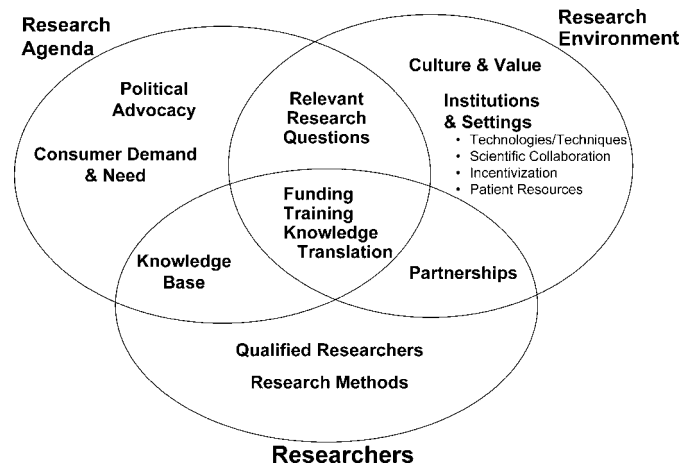 Research
Agenda
Research
Environment
Political
Advocacy
Consumer Demand
& Need
Relevant
Research
Questions
Culture & Value
Institutions
& Settings
• Technologies/Techniques
• Scientific Collaboration
• Incentivization
• Patient Resources
Funding
Training
Knowledge
Translation
Knowledge
Base
Partnerships
Qualified Researchers
Research Methods
Researchers